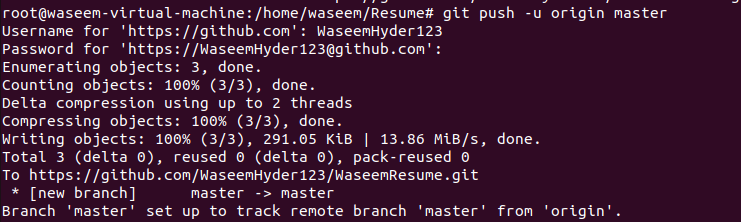 root@waseem-virtual-machine:/home/waseem/Resume# git push -u origin master
Username for 'https://github.com': WaseemHyder123
Password for 'https://WaseemHyder123@github.com':
Enumerating objects: 3, done.
Counting objects: 100% (3/3), done.
Delta compression using up to 2 threads
Compressing objects: 100% (3/3), done.
Writing objects: 100% (3/3), 291.05 KiB | 13.86 MiB/s, done.
Total 3 (delta 0), reused 0 (delta 0), pack-reused 0
To https://github.com/WaseemHyder123/WaseemResume.git
 * [new branch]      master -> master
Branch 'master' set up to track remote branch 'master' from 'origin'.